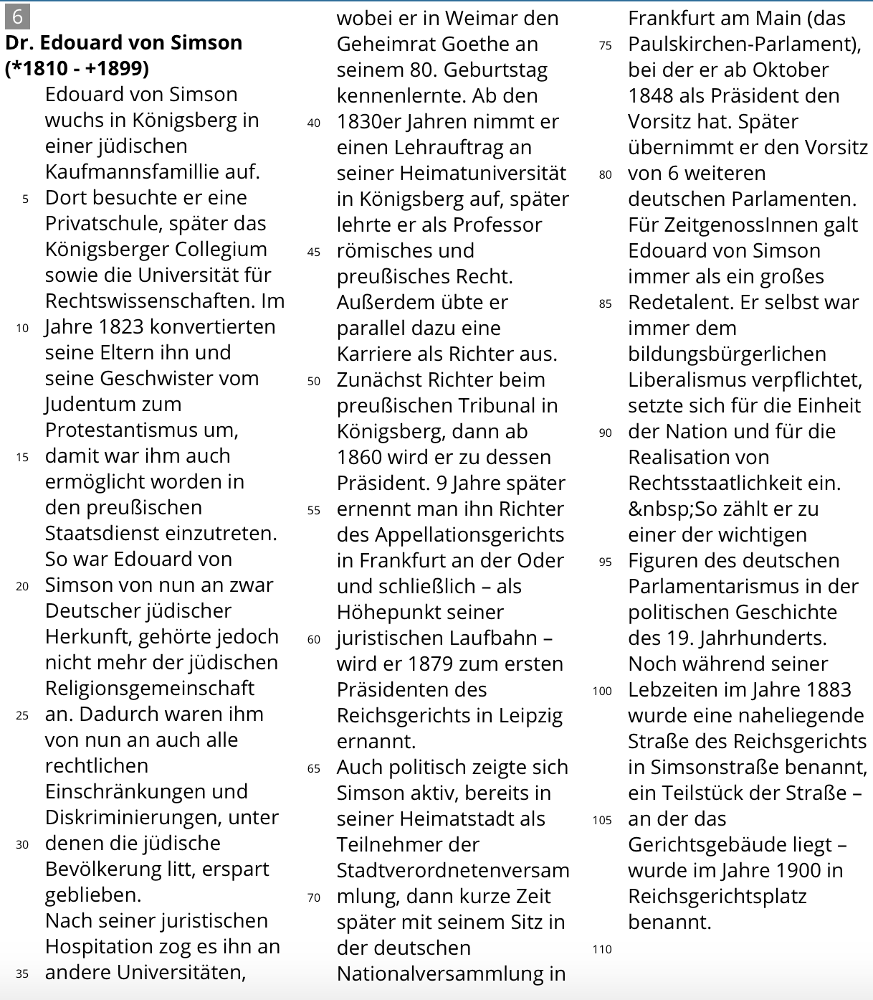 6
Dr. Edouard von Simson
(*1810 - +1899)
Edouard von Simson
wuchs in Königsberg in
einer jüdischen
Kaufmannsfamillie auf.
5 Dort besuchte er eine
Privatschule, später das
Königsberger Collegium
sowie die Universität für
Rechtswissenschaften. Im
10 Jahre 1823 konvertierten
seine Eltern ihn und
seine Geschwister vom
Judentum zum
Protestantismus um,
15 damit war ihm auch
ermöglicht worden in
den preußischen
Staatsdienst einzutreten.
So war Edouard von
20 Simson von nun an zwar
Deutscher jüdischer
Herkunft, gehörte jedoch
nicht mehr der jüdischen
Religionsgemeinschaft
25 an. Dadurch waren ihm
von nun an auch alle
rechtlichen
Einschränkungen und
Diskriminierungen, unter
30 denen die jüdische
Bevölkerung litt, erspart
geblieben.
Nach seiner juristischen
Hospitation zog es ihn an
35 andere Universitäten,
wobei er in Weimar den
Geheimrat Goethe an
seinem 80. Geburtstag
kennenlernte. Ab den
40 1830er Jahren nimmt er
einen Lehrauftrag an
seiner Heimatuniversität
in Königsberg auf, später
lehrte er als Professor
45 römisches und
preußisches Recht.
Außerdem übte er
parallel dazu eine
Karriere als Richter aus.
50 Zunächst Richter beim
preußischen Tribunal in
Königsberg, dann ab
1860 wird er zu dessen
Präsident. 9 Jahre später
55 ernennt man ihn Richter
des Appellationsgerichts
in Frankfurt an der Oder
und schließlich – als
Höhepunkt seiner
60 juristischen Laufbahn –
wird er 1879 zum ersten
Präsidenten des
Reichsgerichts in Leipzig
ernannt.
65 Auch politisch zeigte sich
Simson aktiv, bereits in
seiner Heimatstadt als
Teilnehmer der
Stadtverordnetenversam
70 mlung, dann kurze Zeit
später mit seinem Sitz in
der deutschen
Nationalversammlung in
Frankfurt am Main (das
75 Paulskirchen-Parlament),
bei der er ab Oktober
1848 als Präsident den
Vorsitz hat. Später
übernimmt er den Vorsitz
80 von 6 weiteren
deutschen Parlamenten.
Für ZeitgenossInnen galt
Edouard von Simson
immer als ein großes
85 Redetalent. Er selbst war
immer dem
bildungsbürgerlichen
Liberalismus verpflichtet,
setzte sich für die Einheit
90 der Nation und für die
Realisation von
Rechtsstaatlichkeit ein.
&nbsp;So zählt er zu
einer der wichtigen
95 Figuren des deutschen
Parlamentarismus in der
politischen Geschichte
des 19. Jahrhunderts.
Noch während seiner
100 Lebzeiten im Jahre 1883
wurde eine naheliegende
Straße des Reichsgerichts
in Simsonstraße benannt,
ein Teilstück der Straße –
105 an der das
Gerichtsgebäude liegt –
wurde im Jahre 1900 in
Reichsgerichtsplatz
benannt.
110